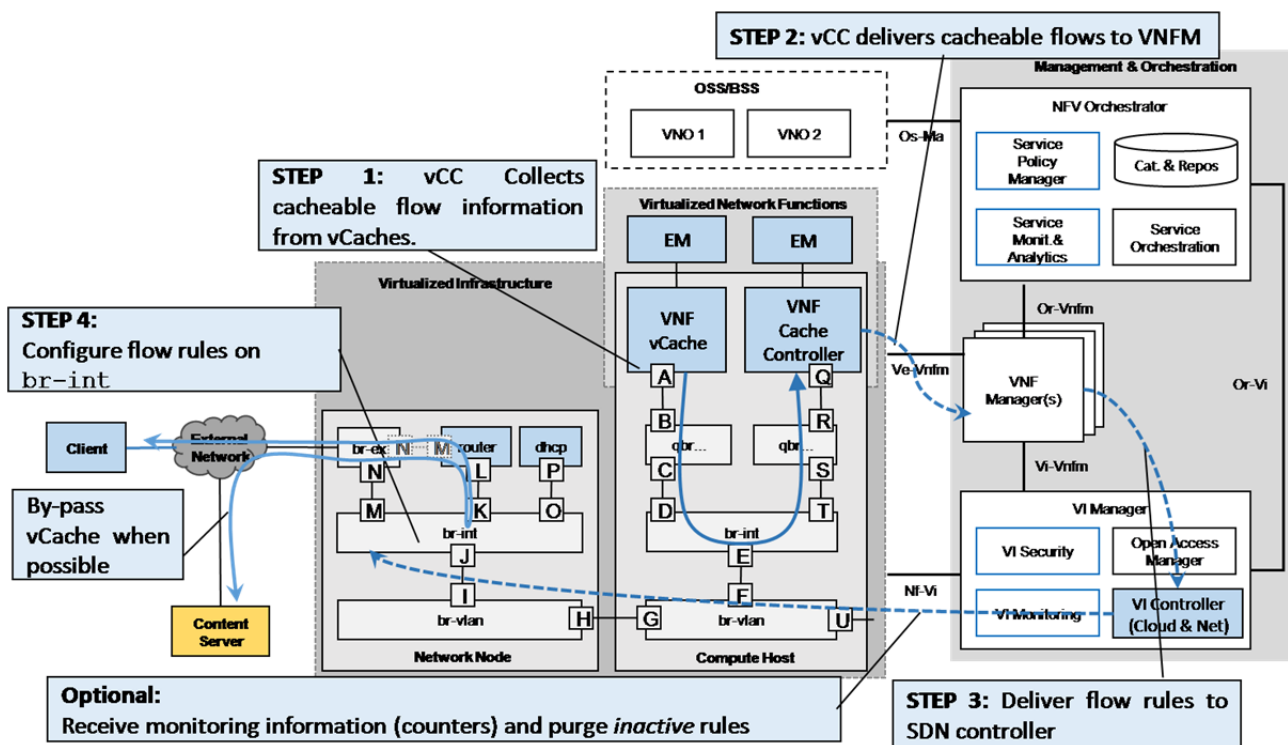 STEP 2: vCC delivers cacheable flows to VNFM
Management & Orchestration
OSS/BSS
VNO 1
VNO 2
Os-Ma
NFV Orchestrator
Service
Policy
Manager
Cat. & Repos
Service
Monit. &
Analytics
Service
Orchestration
STEP 1: vCC Collects
cacheable flow information
from vCaches.
Virtualized Network Functions
EM
EM
Virtualized Infrastructure
VNF
vCache
VNF
Cache
Controller
Or-Vnfm
Ve-Vnfm
VNF
Manager(s)
Or-Vi
Vi-Vnfm
STEP 4:
Configure flow rules on
br-int
A
Q
B
R
qbr...
qbr...
C
S
D
T
br-int
E
F
G
br-vlan
U
Compute Host
Client
External
Network
br-ex
N
M
router
dhcp
N
L
P
M
K
O
br-int
J
I
br-vlan
H
Network Node
By-pass
vCache when
possible
Content
Server
Nf-Vi
VI Manager
VI Security
Open Access
Manager
VI Monitoring
VI Controller
(Cloud & Net)
Optional:
Receive monitoring information (counters) and purge inactive rules
STEP 3: Deliver flow rules to
SDN controller